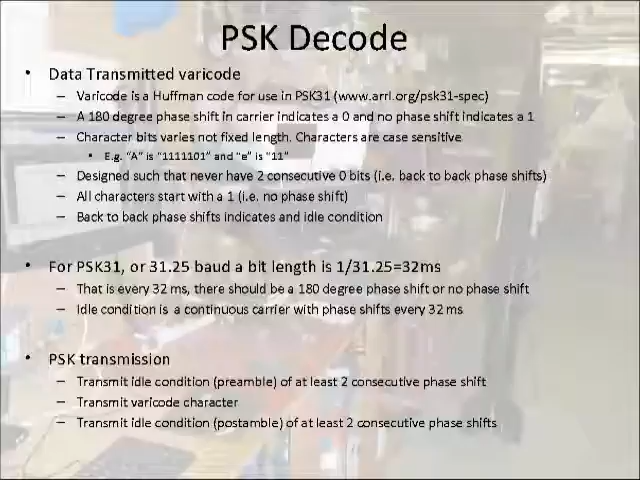 PSK Decode
• Data Transmitted varicode
– Varicode is a Huffman code for use in PSK31 (www.arrl.org/psk31-spec)
– A 180 degree phase shift in carrier indicates a 0 and no phase shift indicates a 1
– Character bits varies not fixed length. Characters are case sensitive
• E.g. "A" is "1111101" and "e" is "11"
– Designed such that never have 2 consecutive 0 bits (i.e. back to back phase shifts)
– All characters start with a 1 (i.e. no phase shift)
– Back to back phase shifts indicates and idle condition
• For PSK31, or 31.25 baud a bit length is 1/31.25=32ms
– That is every 32 ms, there should be a 180 degree phase shift or no phase shift
– Idle condition is a continuous carrier with phase shifts every 32 ms
• PSK transmission
– Transmit idle condition (preamble) of at least 2 consecutive phase shift
– Transmit varicode character
– Transmit idle condition (postamble) of at least 2 consecutive phase shifts